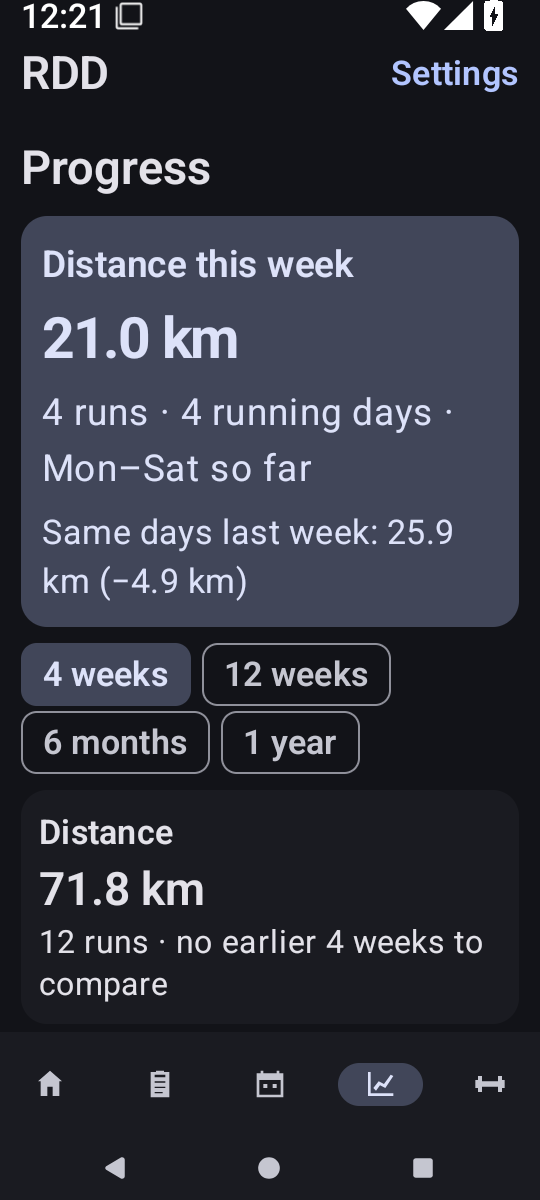 12:21
RDD
Settings
Progress
Distance this week
21.0 km
4 runs · 4 running days ·
Mon–Sat so far
Same days last week: 25.9
km (−4.9 km)
4 weeks
12 weeks
6 months
1 year
Distance
71.8 km
12 runs · no earlier 4 weeks to
compare